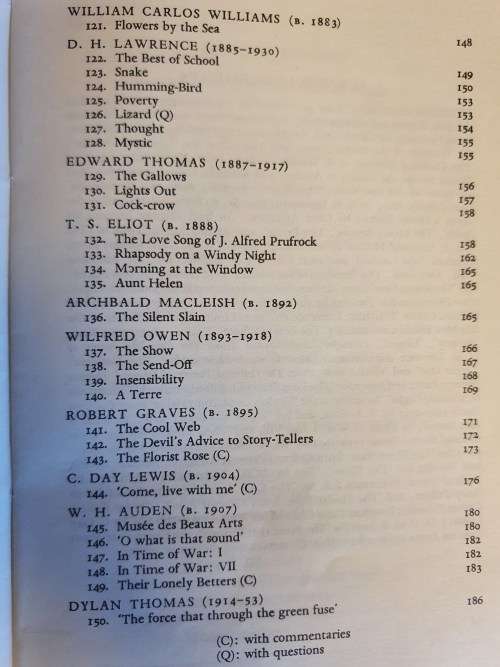 WILLIAM CARLOS WILLIAMS (B. 1883)
121. Flowers by the Sea 148
D. H. LAWRENCE (1885–1930)
122. The Best of School 149
123. Snake 150
124. Humming-Bird 153
125. Poverty 153
126. Lizard (Q) 154
127. Thought 155
128. Mystic 155
EDWARD THOMAS (1887–1917)
129. The Gallows 156
130. Lights Out 157
131. Cock-crow 158
T. S. ELIOT (B. 1888)
132. The Love Song of J. Alfred Prufrock 158
133. Rhapsody on a Windy Night 162
134. Morning at the Window 165
135. Aunt Helen 165
ARCHBALD MACLEISH (B. 1892)
136. The Silent Slain 165
WILFRED OWEN (1893–1918)
137. The Show 166
138. The Send-Off 167
139. Insensibility 168
140. A Terre 169
ROBERT GRAVES (B. 1895)
141. The Cool Web 171
142. The Devil's Advice to Story-Tellers 172
143. The Florist Rose (C) 173
C. DAY LEWIS (B. 1904)
144. 'Come, live with me' (C) 176
W. H. AUDEN (B. 1907)
145. Musée des Beaux Arts 180
146. 'O what is that sound' 180
147. In Time of War: I 182
148. In Time of War: VII 182
149. Their Lonely Betters (C) 183
DYLAN THOMAS (1914–53)
150. 'The force that through the green fuse' 186
(C): with commentaries
(Q): with questions